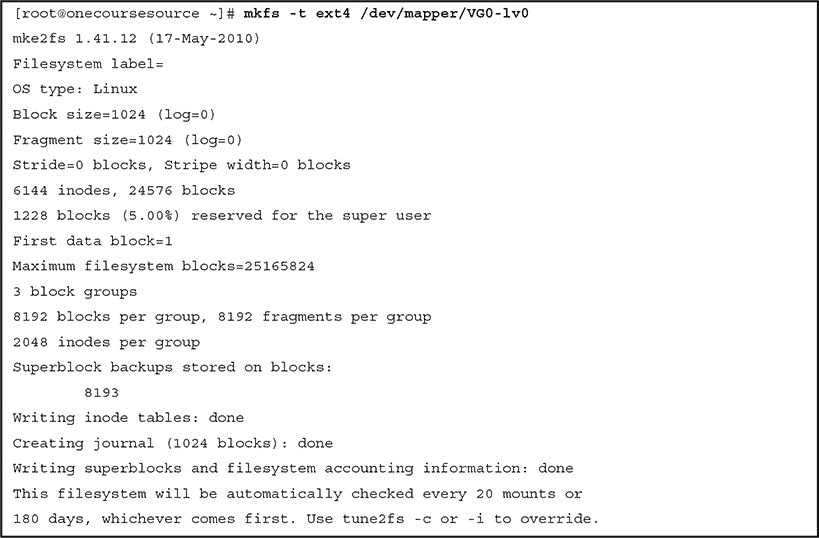 [root@onecoursesource ~]# mkfs -t ext4 /dev/mapper/VG0-lv0
mke2fs 1.41.12 (17-May-2010)
Filesystem label=
OS type: Linux
Block size=1024 (log=0)
Fragment size=1024 (log=0)
Stride=0 blocks, Stripe width=0 blocks
6144 inodes, 24576 blocks
1228 blocks (5.00%) reserved for the super user
First data block=1
Maximum filesystem blocks=25165824
3 block groups
8192 blocks per group, 8192 fragments per group
2048 inodes per group
Superblock backups stored on blocks:
        8193
Writing inode tables: done
Creating journal (1024 blocks): done
Writing superblocks and filesystem accounting information: done
This filesystem will be automatically checked every 20 mounts or
180 days, whichever comes first. Use tune2fs -c or -i to override.